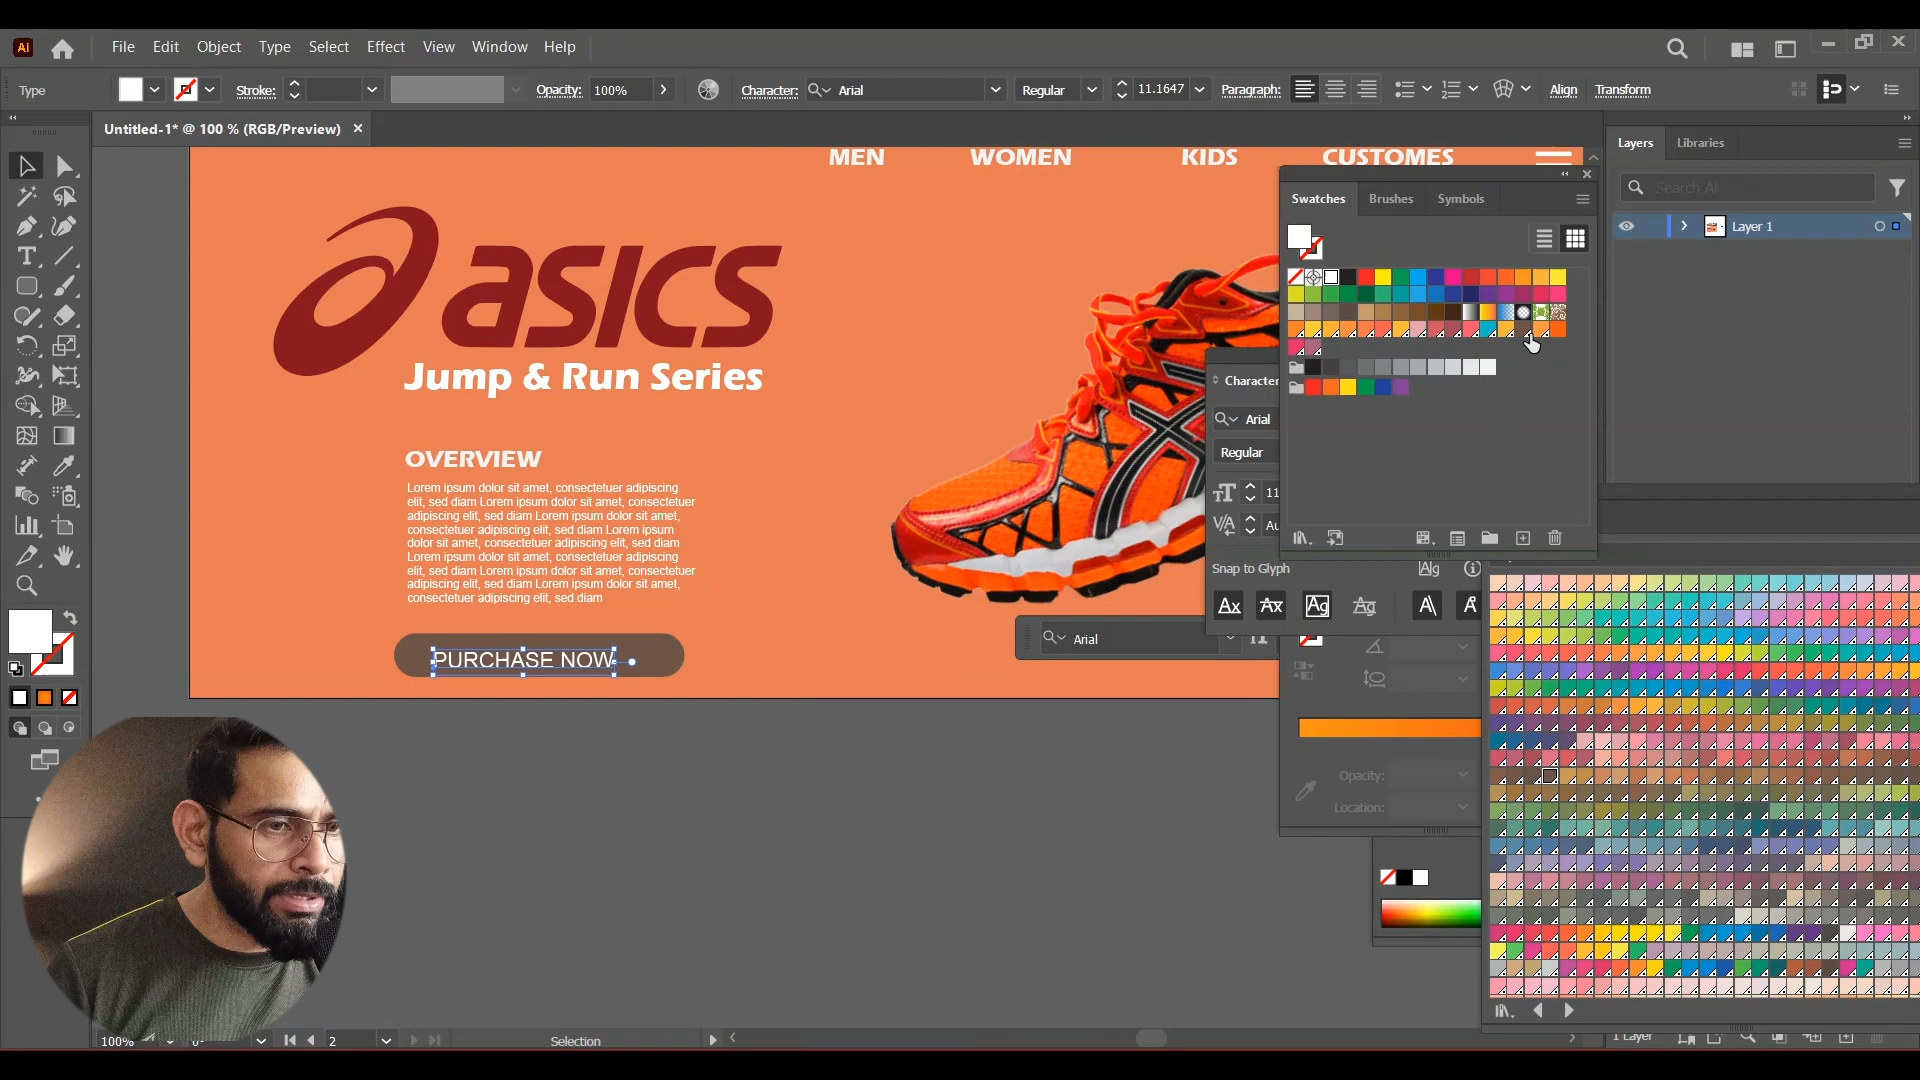 Ai
File Edit Object Type Select Effect View Window Help
Type Stroke: Opacity: 100% Character: Arial Regular 11.1647 Paragraph: Align Transform
Untitled-1* @ 100 % (RGB/Preview) ×
MEN WOMEN KIDS CUSTOMES
asics
Jump & Run Series
OVERVIEW
Lorem ipsum dolor sit amet, consectetuer adipiscing
elit, sed diam Lorem ipsum dolor sit amet, consectetuer
adipiscing elit, sed diam Lorem ipsum dolor sit amet,
consectetuer adipiscing elit, sed diam Lorem ipsum
dolor sit amet, consectetuer adipiscing elit, sed diam
Lorem ipsum dolor sit amet, consectetuer adipiscing
elit, sed diam Lorem ipsum dolor sit amet, consectetuer
adipiscing elit, sed diam Lorem ipsum dolor sit amet,
consectetuer adipiscing elit, sed diam
PURCHASE NOW
Swatches Brushes Symbols
Character
Arial
Regular
11
Au
Snap to Glyph
Arial
Opacity:
Location:
Layers Libraries
Search All
Layer 1
1 Layer
100% 0° 2 Selection